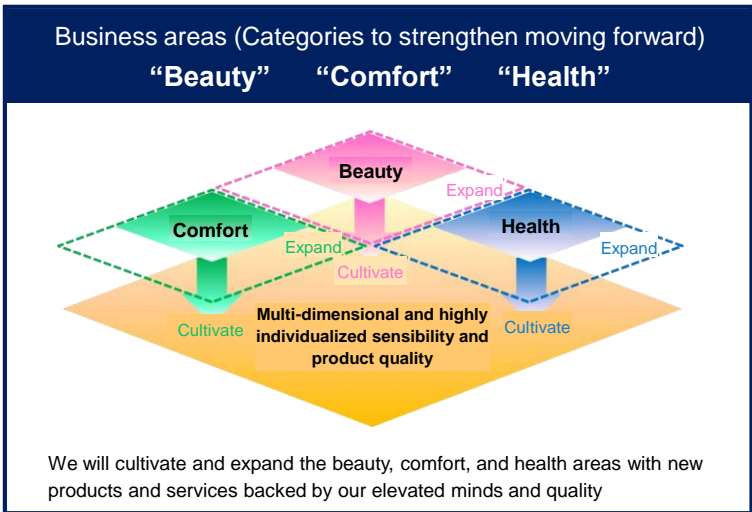 Business areas (Categories to strengthen moving forward)
“Beauty” “Comfort” “Health”
Beauty
Expand
Comfort
Health
Expand
Expand
Cultivate
Cultivate
Multi-dimensional and highly
individualized sensibility and
product quality
Cultivate
We will cultivate and expand the beauty, comfort, and health areas with new
products and services backed by our elevated minds and quality